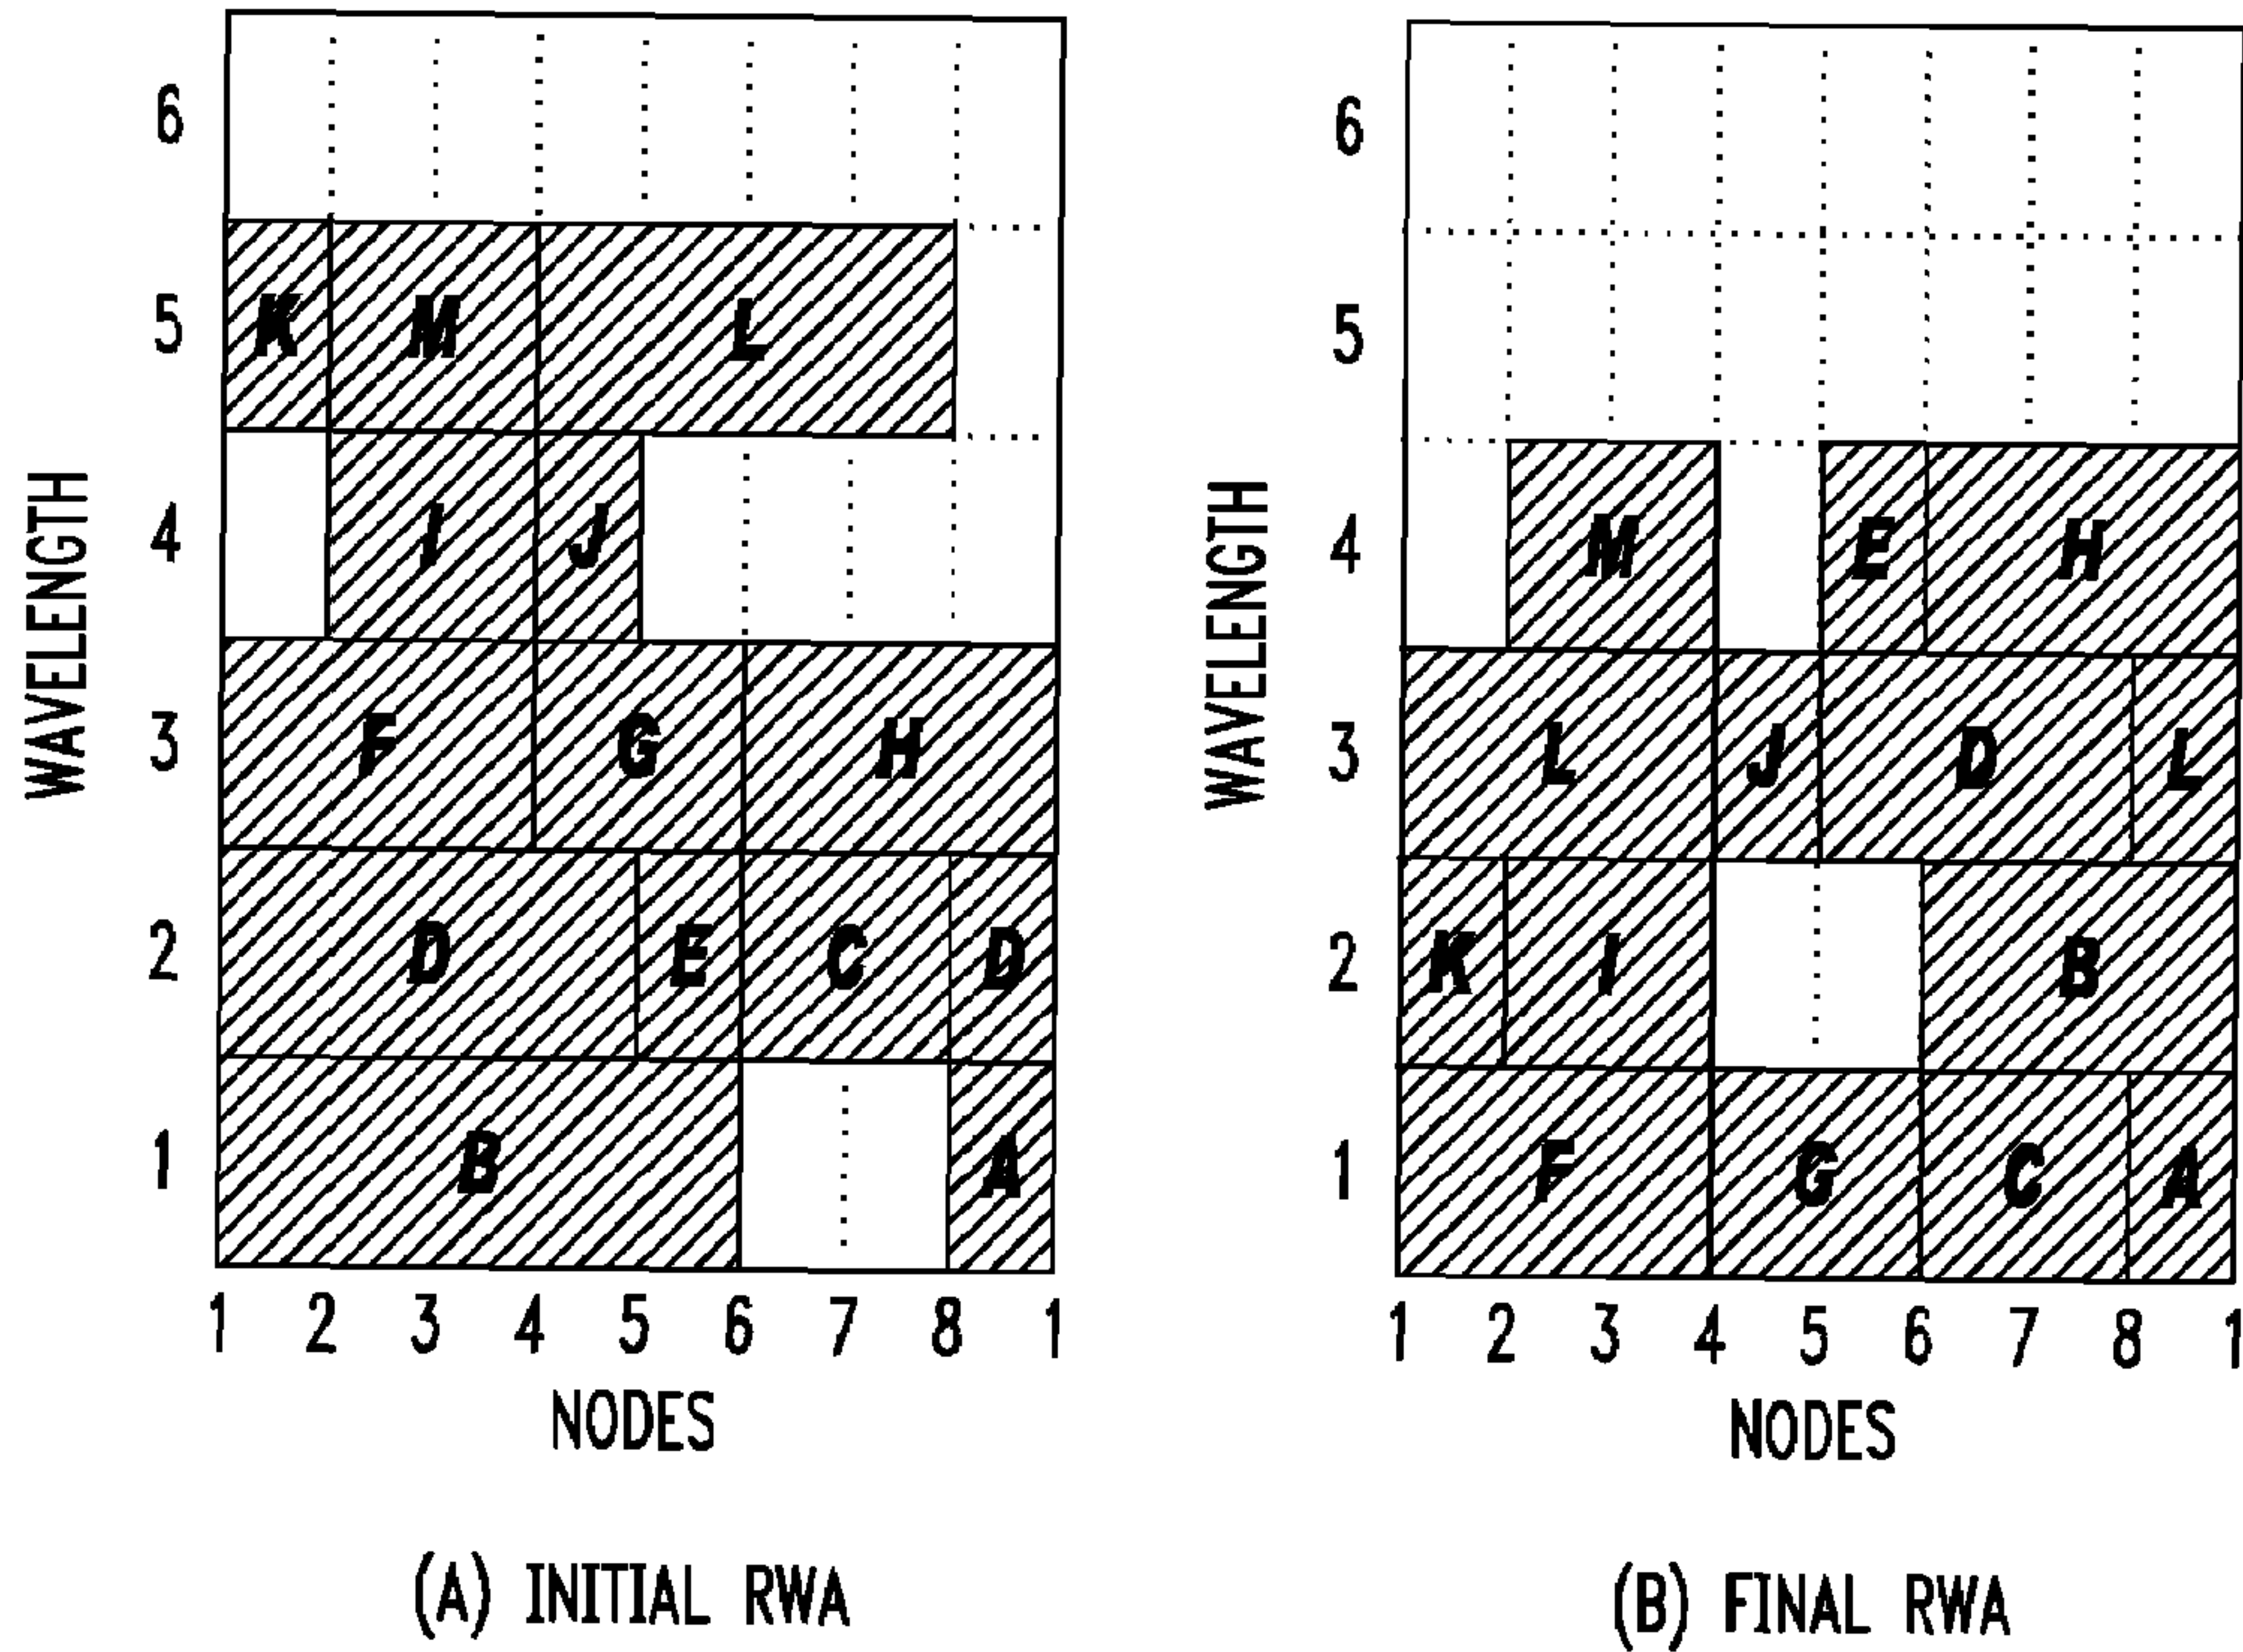 6
5 K M L
4 I J
3 F G H
2 D E C D
1 B A
1 2 3 4 5 6 7 8 1
WAVELENGTH
NODES
(A) INITIAL RWA
6
5
4 M E H
3 L J D L
2 K I B
1 F G C A
1 2 3 4 5 6 7 8 1
WAVELENGTH
NODES
(B) FINAL RWA